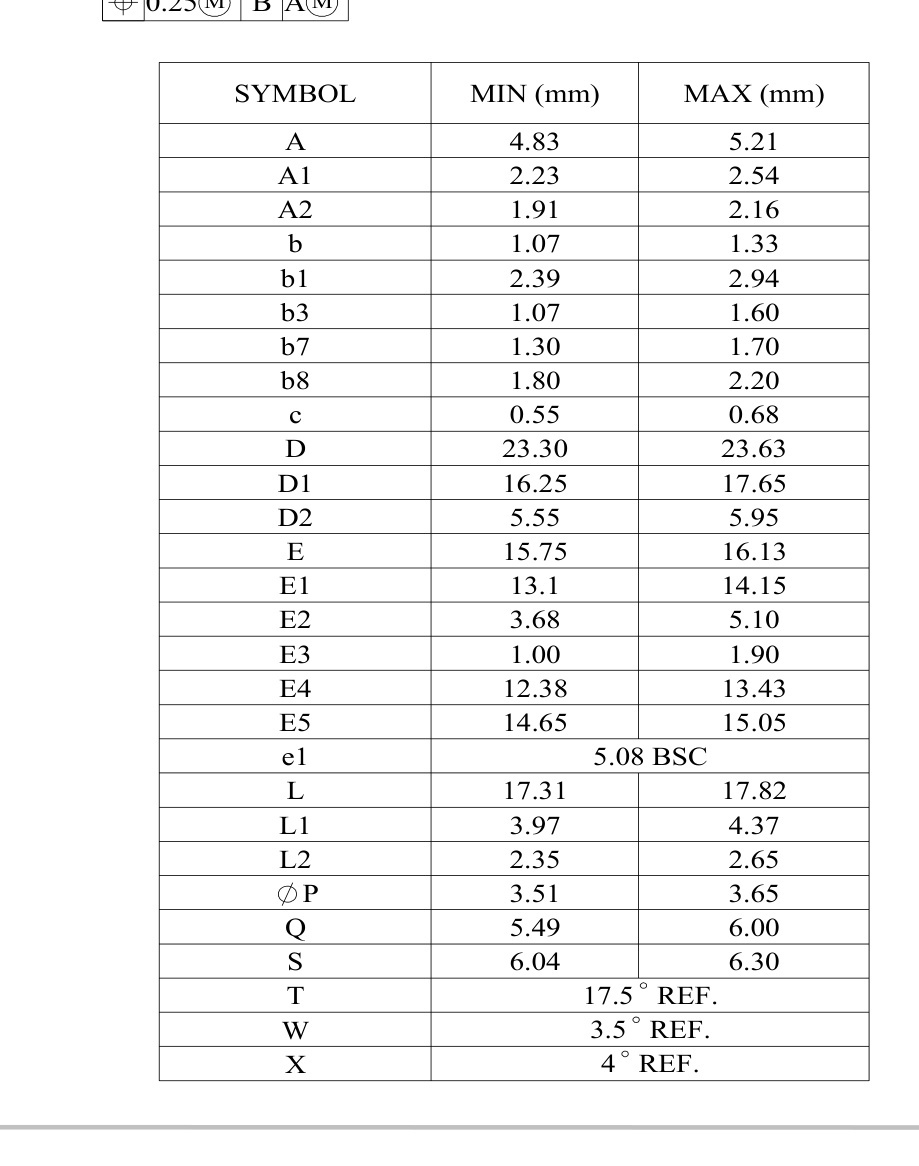 ⌖ 0.25 Ⓜ B A Ⓜ
SYMBOL MIN (mm) MAX (mm)
A 4.83 5.21
A1 2.23 2.54
A2 1.91 2.16
b 1.07 1.33
b1 2.39 2.94
b3 1.07 1.60
b7 1.30 1.70
b8 1.80 2.20
c 0.55 0.68
D 23.30 23.63
D1 16.25 17.65
D2 5.55 5.95
E 15.75 16.13
E1 13.1 14.15
E2 3.68 5.10
E3 1.00 1.90
E4 12.38 13.43
E5 14.65 15.05
e1 5.08 BSC
L 17.31 17.82
L1 3.97 4.37
L2 2.35 2.65
∅ P 3.51 3.65
Q 5.49 6.00
S 6.04 6.30
T 17.5° REF.
W 3.5° REF.
X 4° REF.